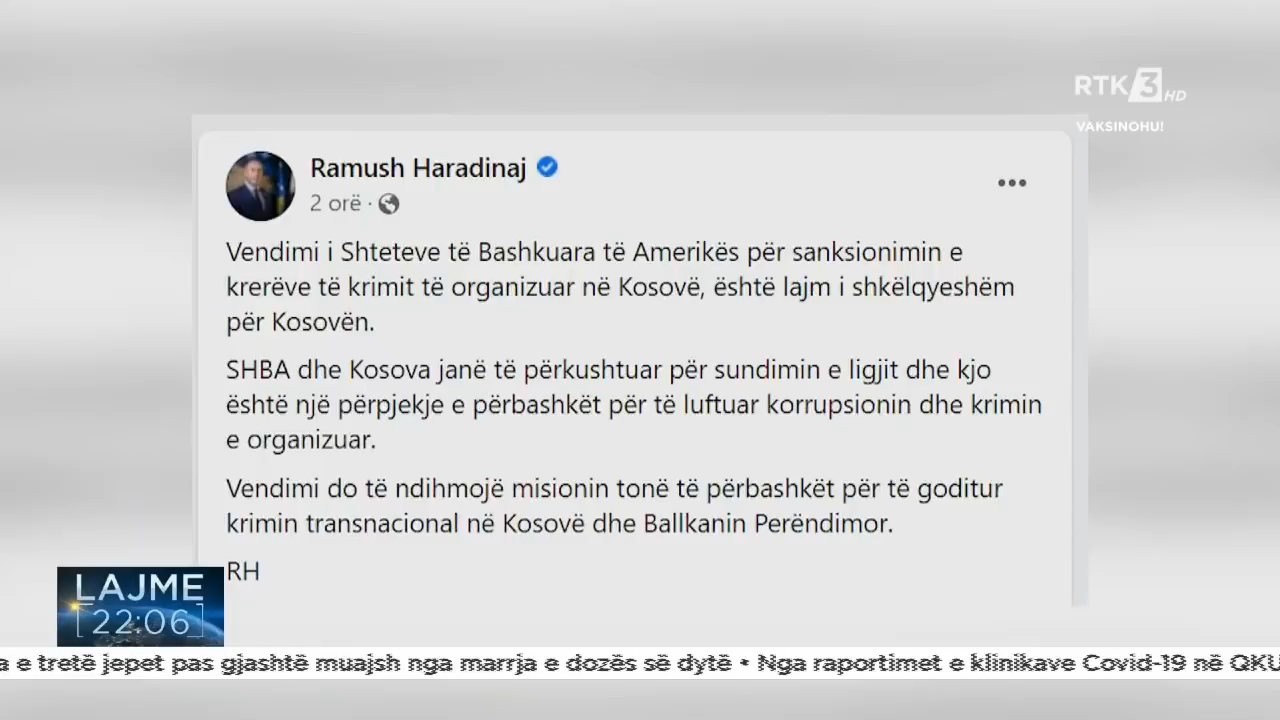 RTK 3 HD
VAKSINOHU!
Ramush Haradinaj
2 orë ·
Vendimi i Shteteve të Bashkuara të Amerikës për sanksionimin e
krerëve të krimit të organizuar në Kosovë, është lajm i shkëlqyeshëm
për Kosovën.
SHBA dhe Kosova janë të përkushtuar për sundimin e ligjit dhe kjo
është një përpjekje e përbashkët për të luftuar korrupsionin dhe krimin
e organizuar.
Vendimi do të ndihmojë misionin tonë të përbashkët për të goditur
krimin transnacional në Kosovë dhe Ballkanin Perëndimor.
RH
LAJME
[22:06]
a e tretë jepet pas gjashtë muajsh nga marrja e dozës së dytë • Nga raportimet e klinikave Covid-19 në QKU